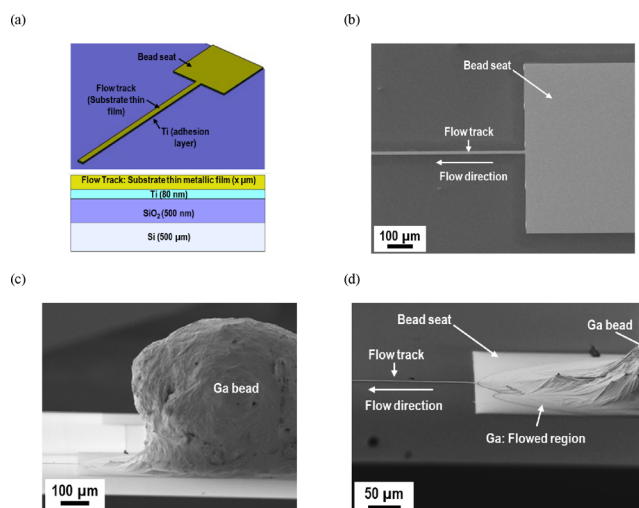 (a)
Bead seat
Flow track
(Substrate thin
film)
Ti (adhesion
layer)
Flow Track: Substrate thin metallic film (x µm)
Ti (80 nm)
SiO₂ (500 nm)
Si (500 µm)
(b)
Bead seat
Flow track
Flow direction
100 µm
(c)
Ga bead
100 µm
(d)
Bead seat
Ga bead
Flow track
Flow direction
Ga: Flowed region
50 µm